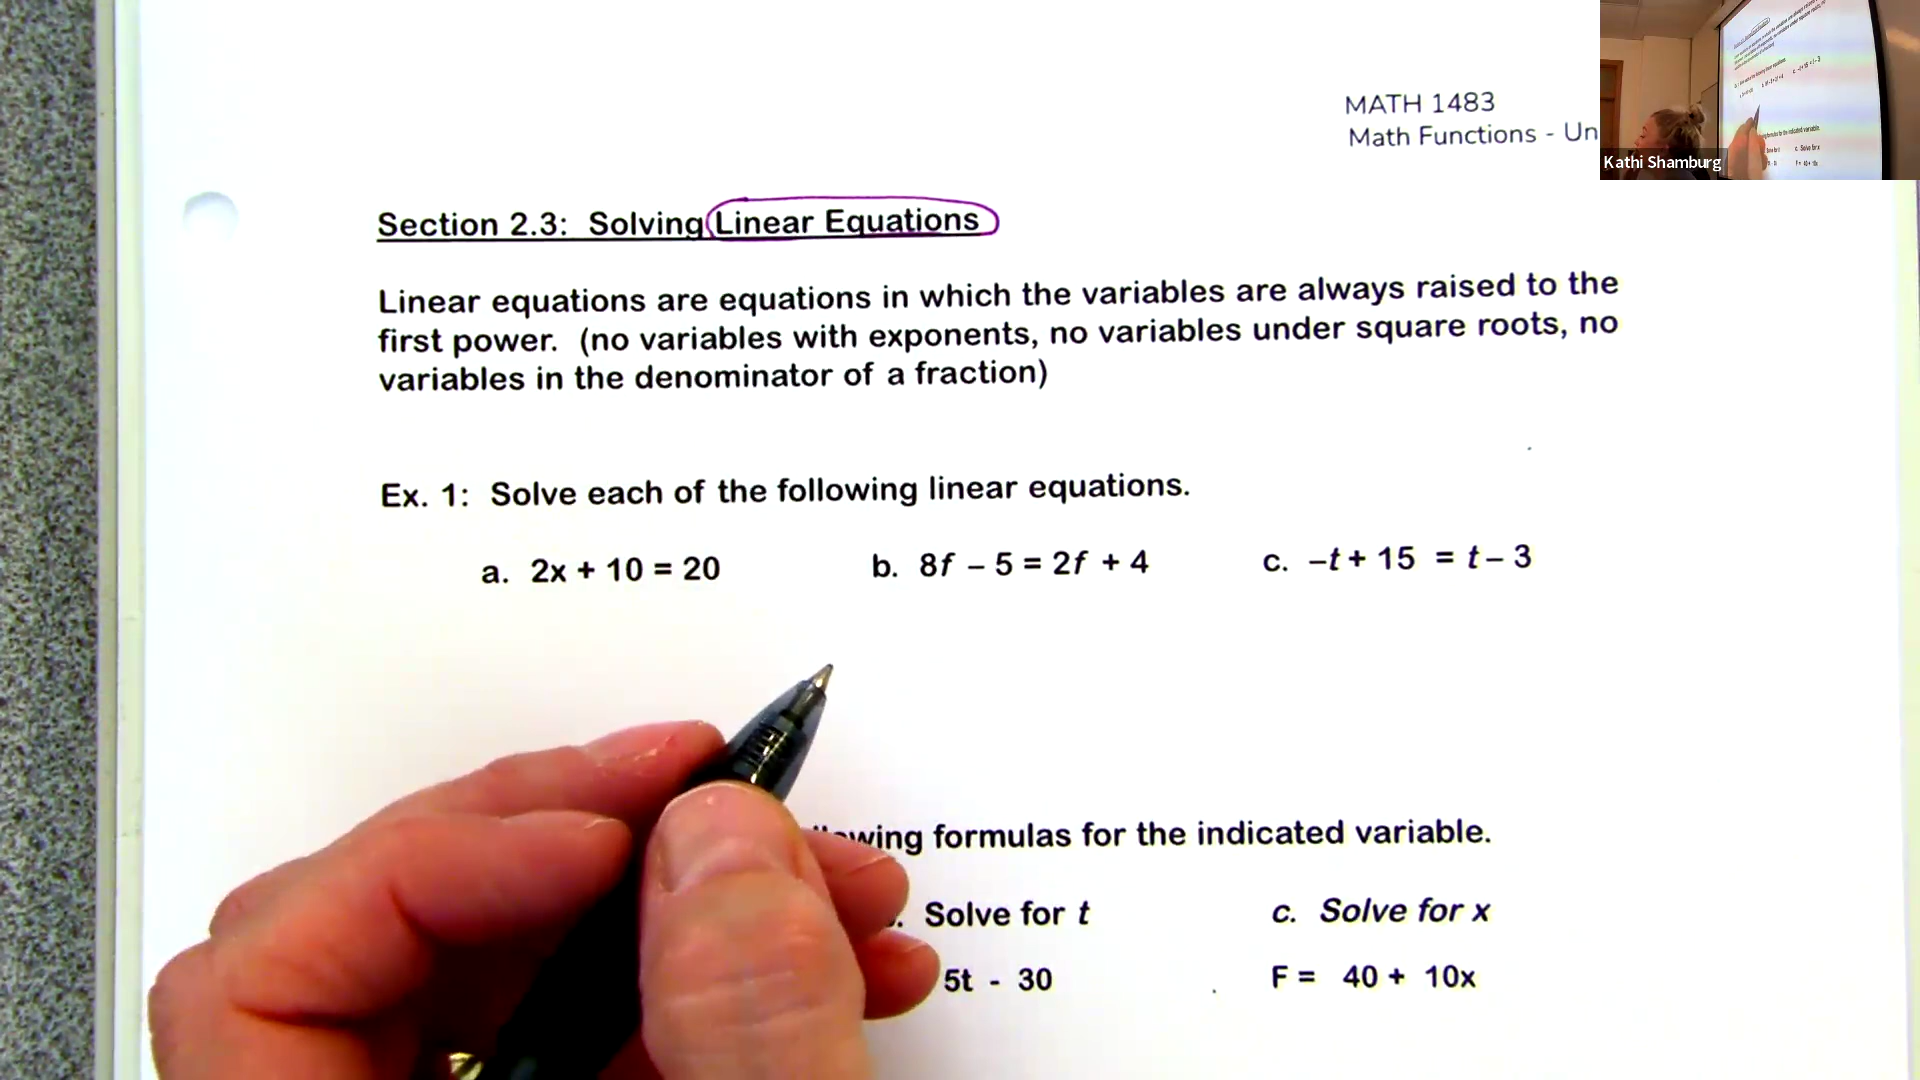 MATH 1483
Math Functions - Un
Kathi Shamburg
Section 2.3: Solving Linear Equations
Linear equations are equations in which the variables are always raised to the
first power. (no variables with exponents, no variables under square roots, no
variables in the denominator of a fraction)
Ex. 1: Solve each of the following linear equations.
a. 2x + 10 = 20 b. 8f – 5 = 2f + 4 c. –t + 15 = t – 3
formulas for the indicated variable.
Solve for t c. Solve for x
5t - 30 F = 40 + 10x